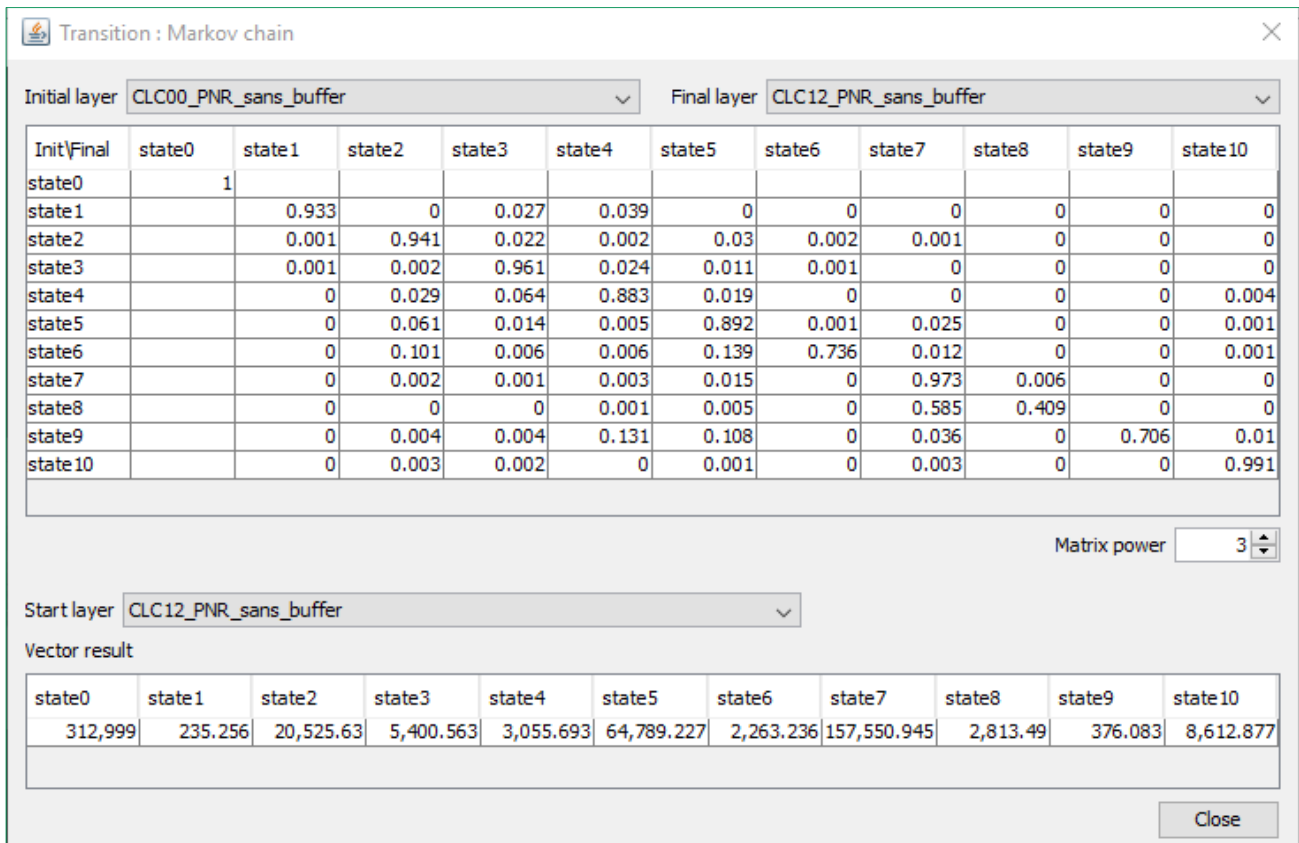 Transition : Markov chain
Initial layer CLC00_PNR_sans_buffer Final layer CLC12_PNR_sans_buffer
Init\Final state0 state1 state2 state3 state4 state5 state6 state7 state8 state9 state10
state0 1
state1 0.933 0 0.027 0.039 0 0 0 0 0 0
state2 0.001 0.941 0.022 0.002 0.03 0.002 0.001 0 0 0
state3 0.001 0.002 0.961 0.024 0.011 0.001 0 0 0 0
state4 0 0.029 0.064 0.883 0.019 0 0 0 0 0.004
state5 0 0.061 0.014 0.005 0.892 0.001 0.025 0 0 0.001
state6 0 0.101 0.006 0.006 0.139 0.736 0.012 0 0 0.001
state7 0 0.002 0.001 0.003 0.015 0 0.973 0.006 0 0
state8 0 0 0 0.001 0.005 0 0.585 0.409 0 0
state9 0 0.004 0.004 0.131 0.108 0 0.036 0 0.706 0.01
state10 0 0.003 0.002 0 0.001 0 0.003 0 0 0.991
Matrix power 3
Start layer CLC12_PNR_sans_buffer
Vector result
state0 state1 state2 state3 state4 state5 state6 state7 state8 state9 state10
312,999 235.256 20,525.63 5,400.563 3,055.693 64,789.227 2,263.236 157,550.945 2,813.49 376.083 8,612.877
Close